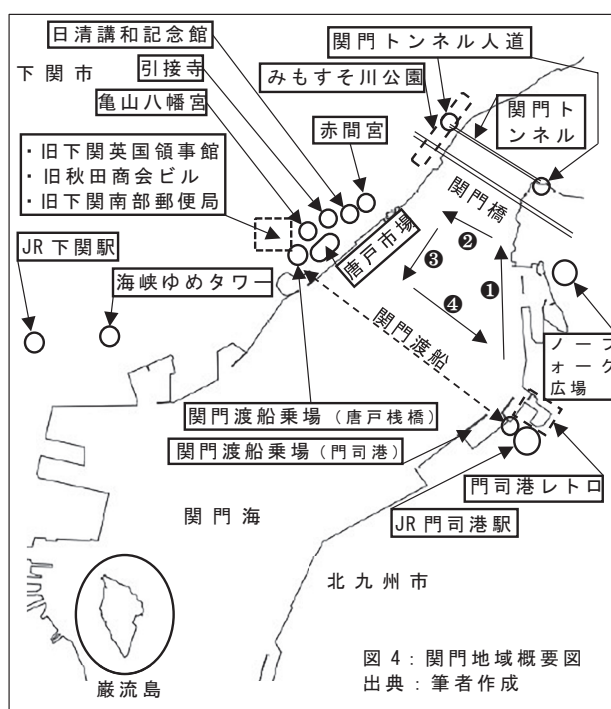 日清講和記念館
下関市
引接寺
亀山八幡宮
・旧下関英国領事館
・旧秋田商会ビル
・旧下関南部郵便局
JR下関駅
海峡ゆめタワー
赤間宮
関門トンネル人道
みもすそ川公園
関門ト
ンネル
関門橋
唐戸市場
❶
❷
❸
❹
関門渡船
ノーフ
ォーク
広場
関門渡船乗場（唐戸桟橋）
関門渡船乗場（門司港）
門司港レトロ
JR門司港駅
関門海
北九州市
巌流島
図4：関門地域概要図
出典：筆者作成